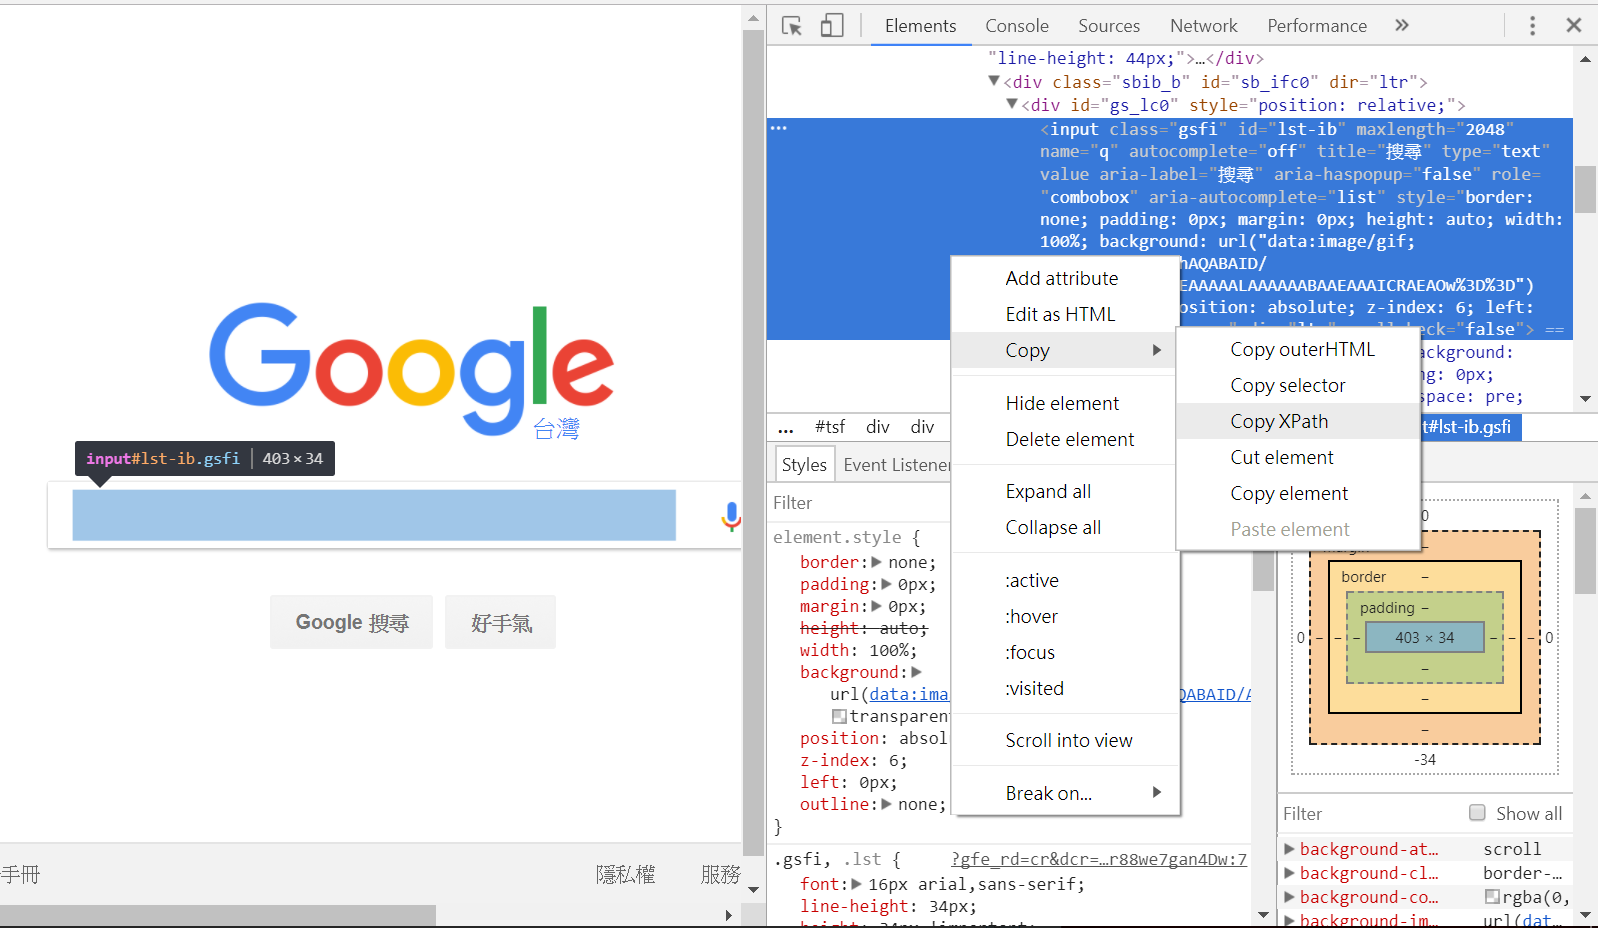 Google
台灣
input#lst-ib.gsfi | 403 × 34
Google 搜尋
好手氣
手冊
隱私權
服務
Elements
Console
Sources
Network
Performance
"line-height: 44px;">…</div>
<div class="sbib_b" id="sb_ifc0" dir="ltr">
<div id="gs_lc0" style="position: relative;">
<input class="gsfi" id="lst-ib" maxlength="2048"
name="q" autocomplete="off" title="搜尋" type="text"
value aria-label="搜尋" aria-haspopup="false" role=
"combobox" aria-autocomplete="list" style="border:
none; padding: 0px; margin: 0px; height: auto; width:
100%; background: url("data:image/gif;
hAQABAID/
EAAAAALAAAAAABAAEAAAICRAEAOw%3D%3D")
osition: absolute; z-index: 6; left:
eck="false"> ==
ackground:
ng: 0px;
space: pre;
... #tsf div div
t#lst-ib.gsfi
Add attribute
Edit as HTML
Copy
Hide element
Delete element
Expand all
Collapse all
:active
:hover
:focus
:visited
Scroll into view
Break on...
Copy outerHTML
Copy selector
Copy XPath
Cut element
Copy element
Paste element
Styles
Event Listener
Filter
element.style {
border: none;
padding: 0px;
margin: 0px;
height: auto;
width: 100%;
background:
url(data:ima
QABAID/A
transparent
position: absol
z-index: 6;
left: 0px;
outline: none;
}
.gsfi, .lst {
?gfe_rd=cr&dcr=…r88we7gan4Dw:7
font: 16px arial,sans-serif;
line-height: 34px;
height: 34px !important;
0
margin –
border –
padding –
0 – – – 403 × 34 – – – 0
–
–
–
-34
Filter
Show all
background-at… scroll
background-cl… border-…
background-co… rgba(0,
background-im… url(dat…